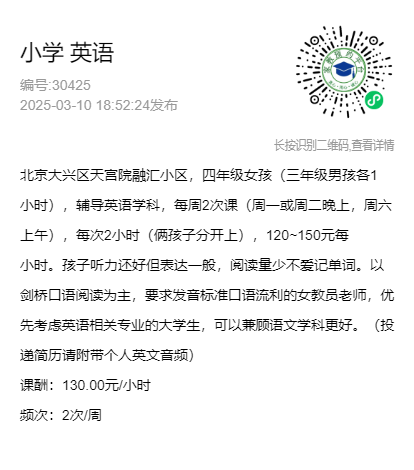 小学 英语
编号:30425
2025-03-10 18:52:24发布
长按识别二维码,查看详情
北京大兴区天宫院融汇小区，四年级女孩（三年级男孩各1
小时），辅导英语学科，每周2次课（周一或周二晚上，周六
上午），每次2小时（俩孩子分开上），120~150元每
小时。孩子听力还好但表达一般，阅读量少不爱记单词。以
剑桥口语阅读为主，要求发音标准口语流利的女教员老师，优
先考虑英语相关专业的大学生，可以兼顾语文学科更好。（投
递简历请附带个人英文音频）
课酬：130.00元/小时
频次：2次/周